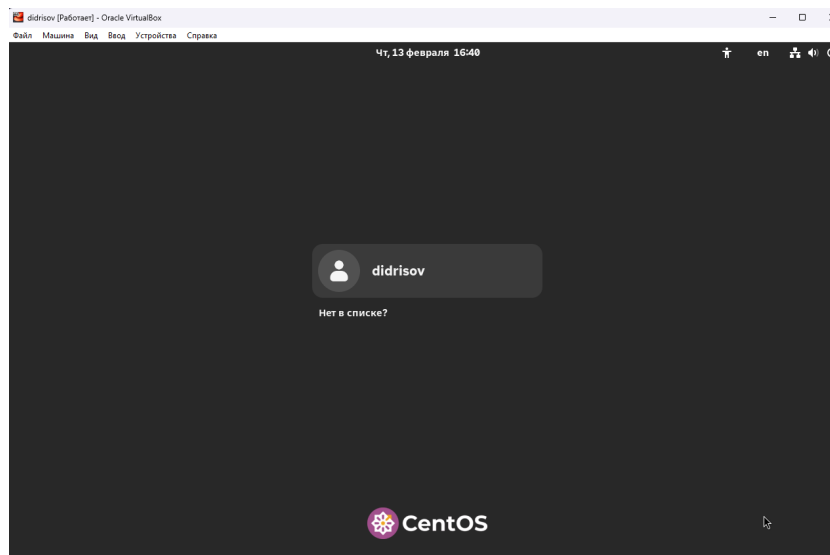 didrisov [Работает] - Oracle VirtualBox
Файл Машина Вид Ввод Устройства Справка
Чт, 13 февраля 16:40
en
didrisov
Нет в списке?
CentOS